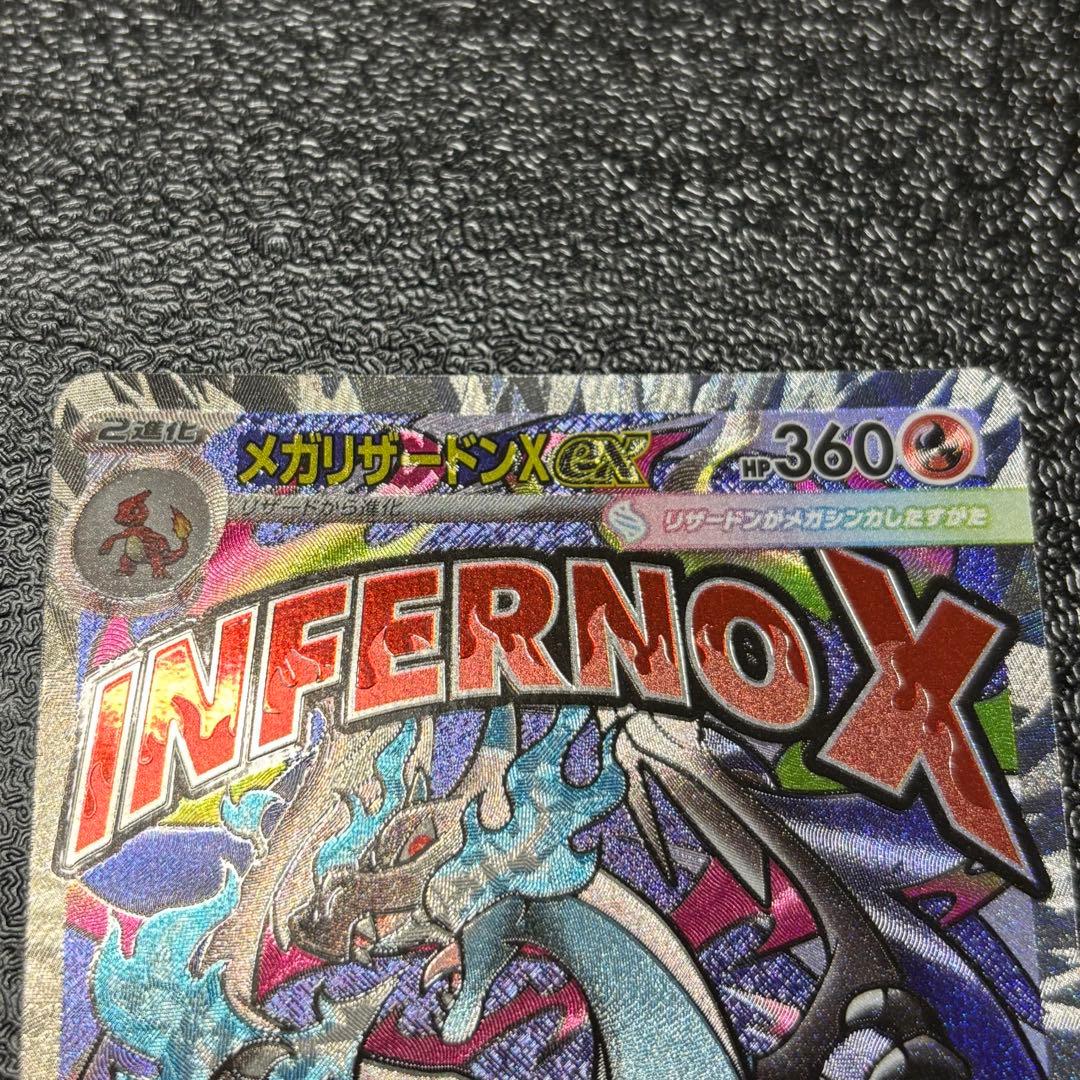 2進化
メガリザードンXex HP360
リザードから進化
リザードンがメガシンカしたすがた
INFERNO X